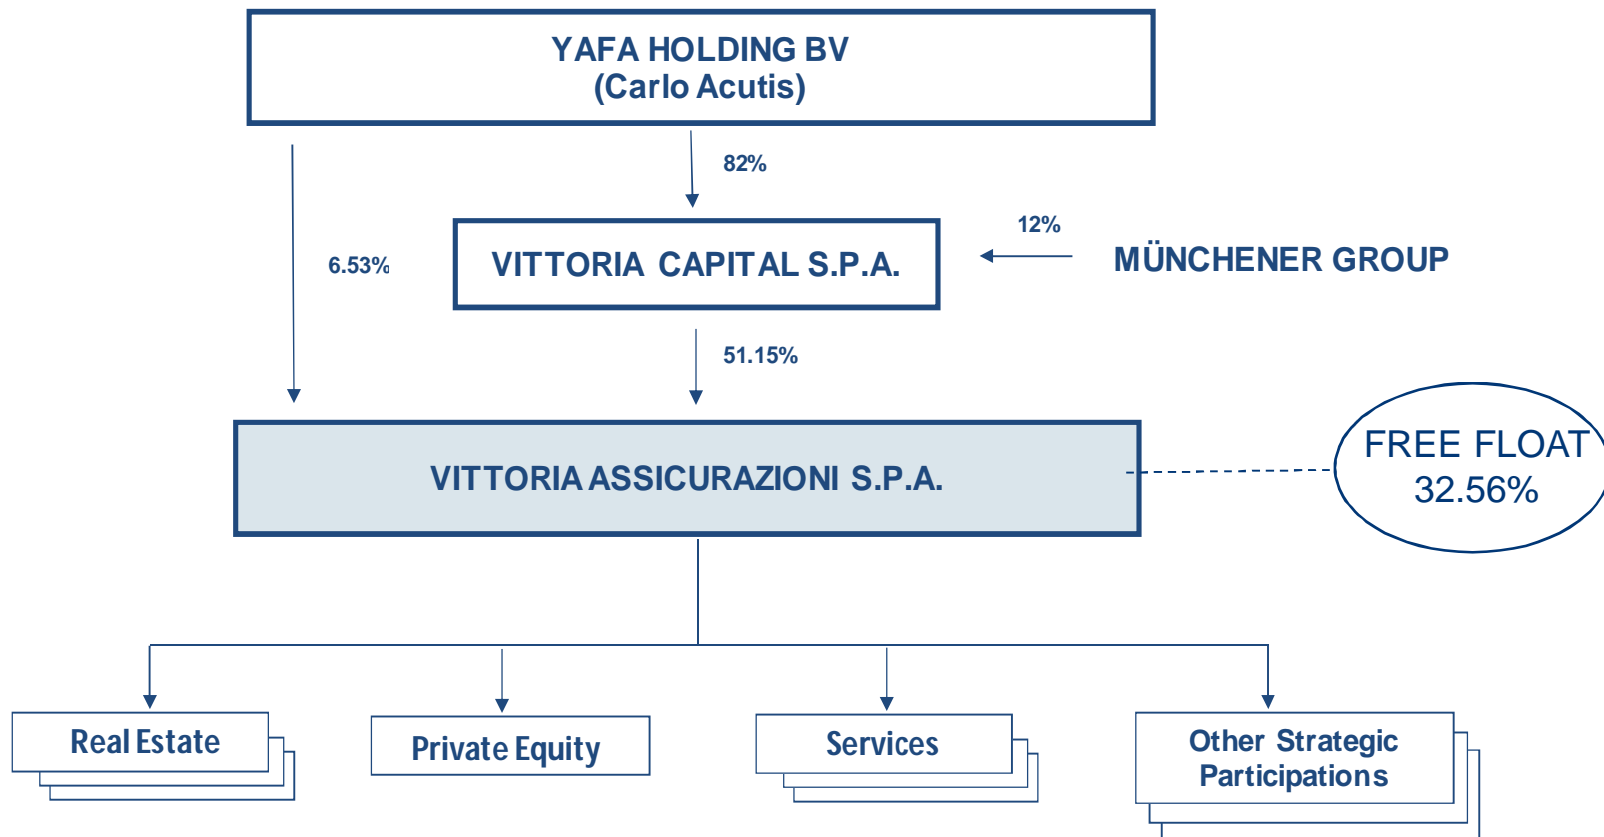 YAFA HOLDING BV
(Carlo Acutis)
82%
12%
6.53%
VITTORIA CAPITAL S.P.A.
MÜNCHENER GROUP
51.15%
FREE FLOAT
32.56%
VITTORIA ASSICURAZIONI S.P.A.
Real Estate
Private Equity
Services
Other Strategic
Participations